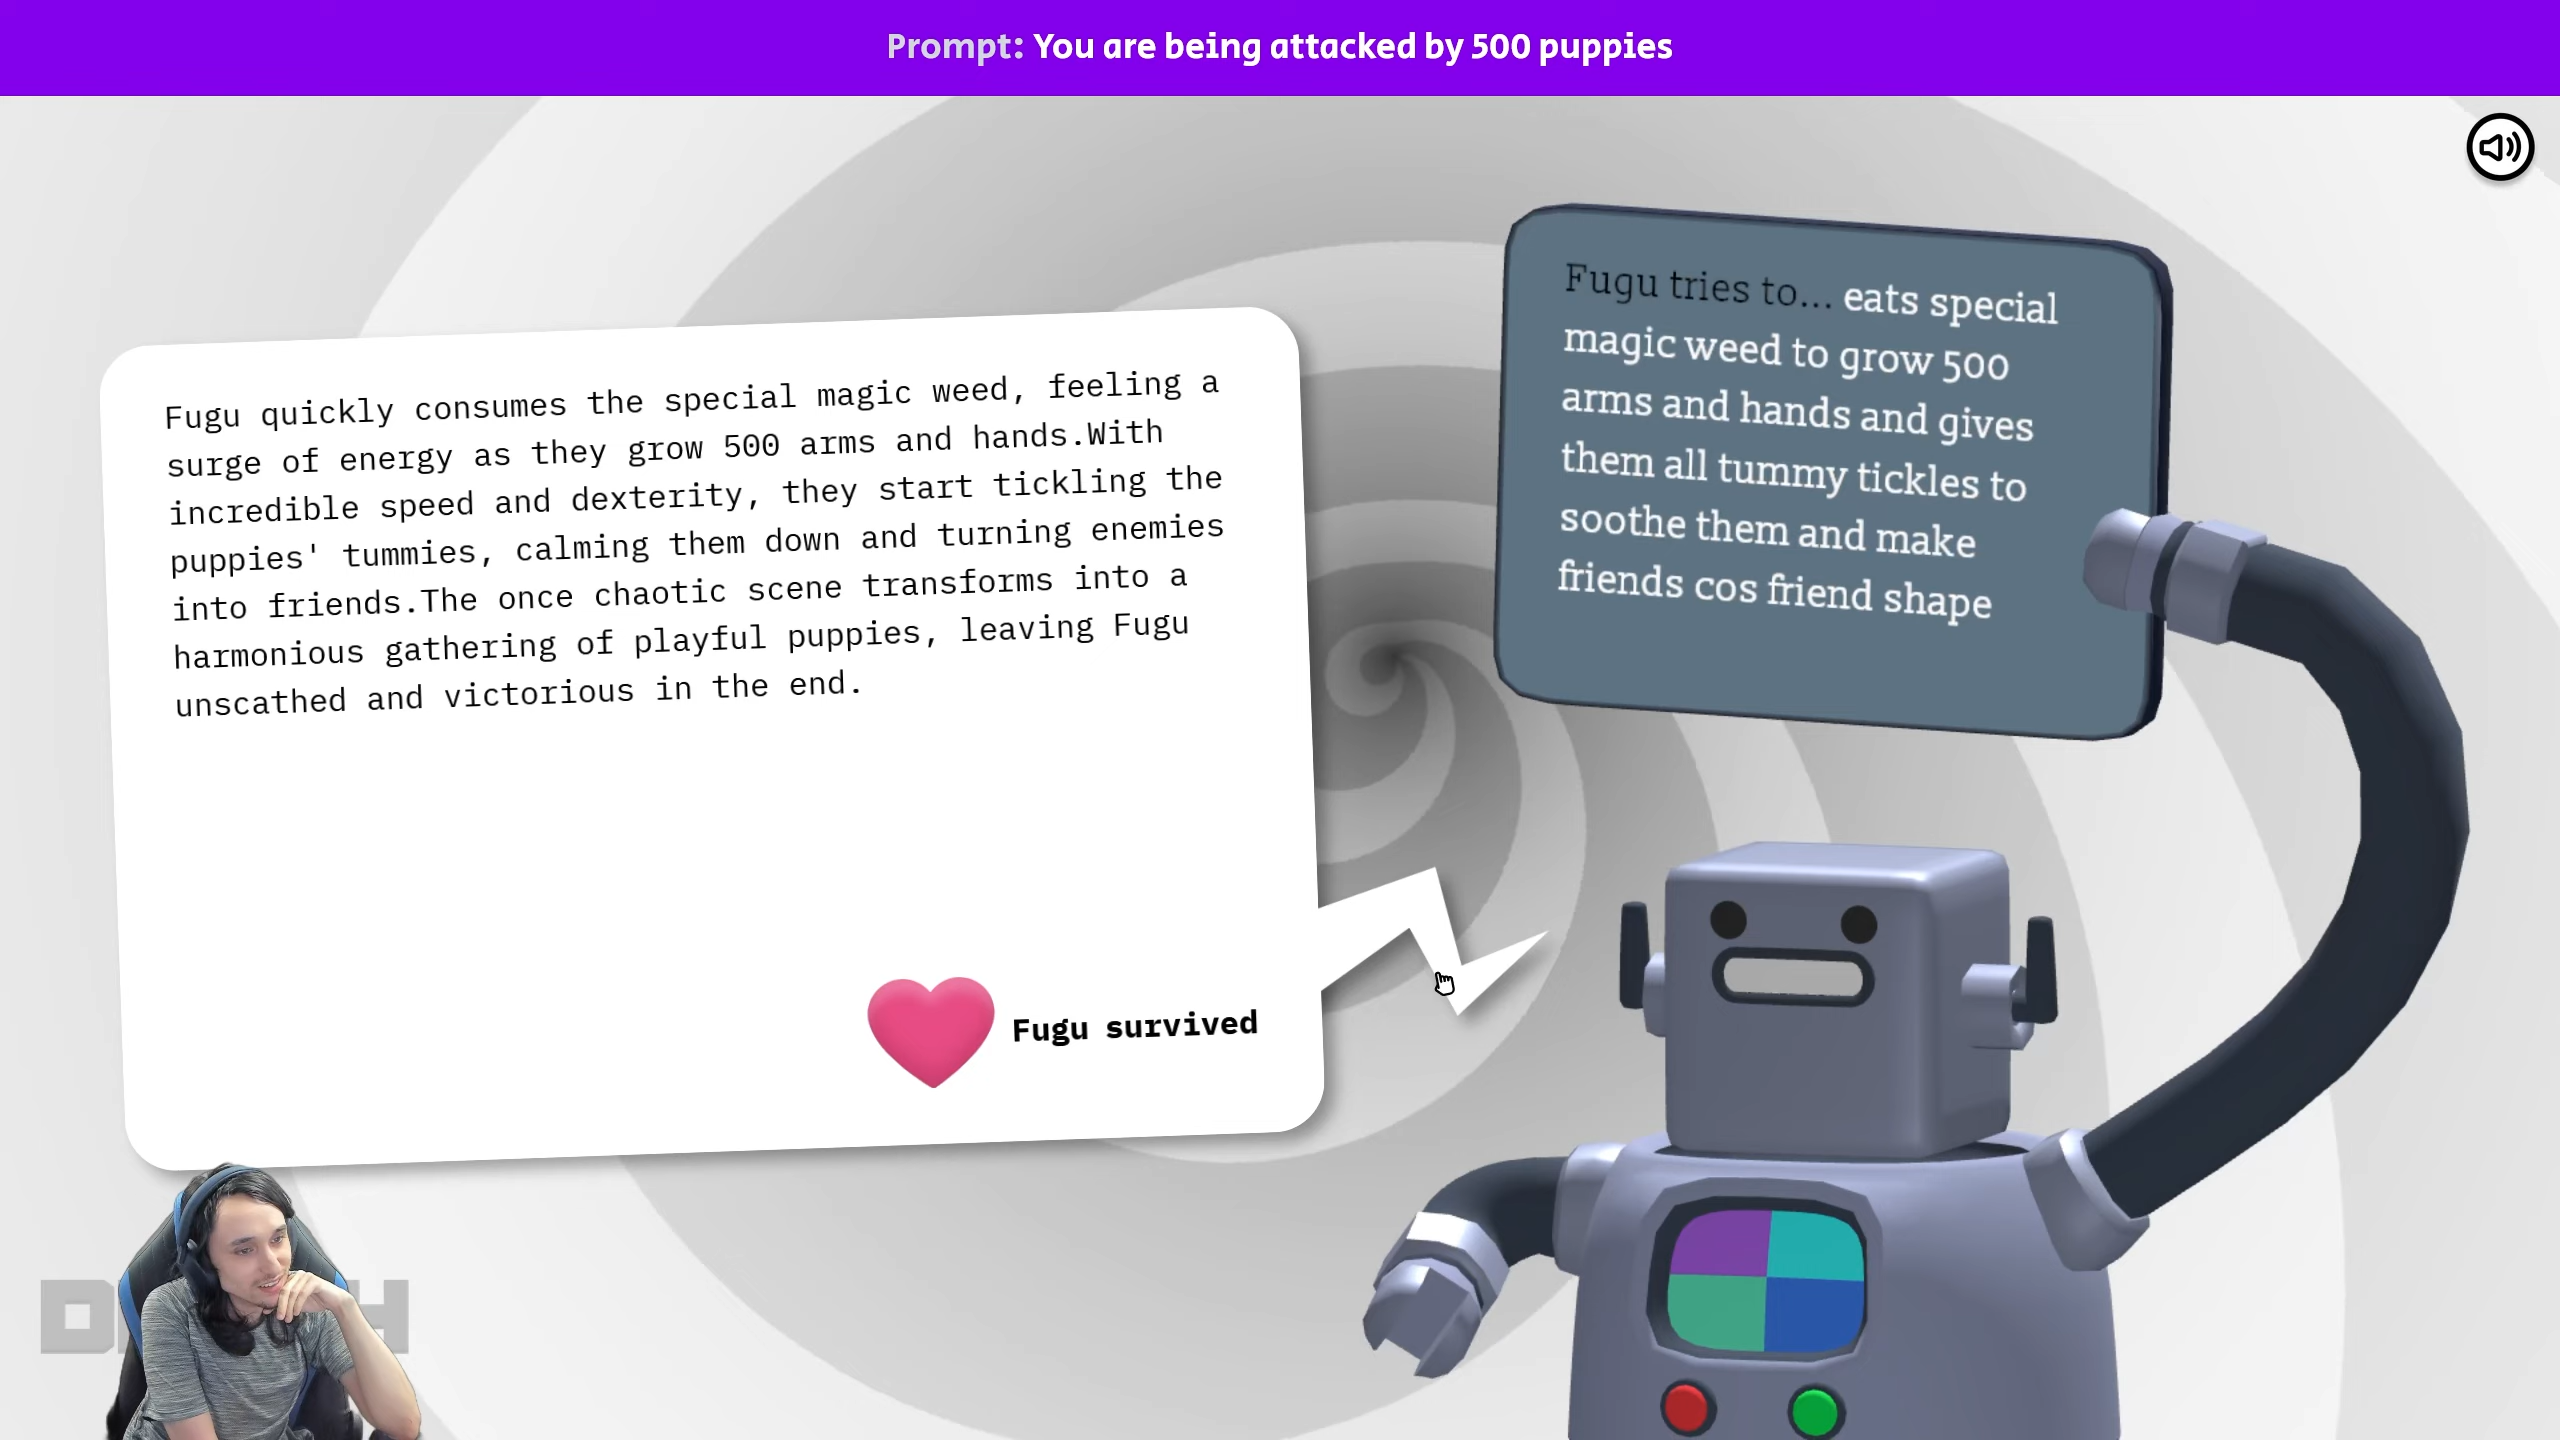 Prompt: You are being attacked by 500 puppies
Fugu tries to... eats special
magic weed to grow 500
arms and hands and gives
them all tummy tickles to
soothe them and make
friends cos friend shape
Fugu quickly consumes the special magic weed, feeling a
surge of energy as they grow 500 arms and hands.With
incredible speed and dexterity, they start tickling the
puppies' tummies, calming them down and turning enemies
into friends.The once chaotic scene transforms into a
harmonious gathering of playful puppies, leaving Fugu
unscathed and victorious in the end.
Fugu survived